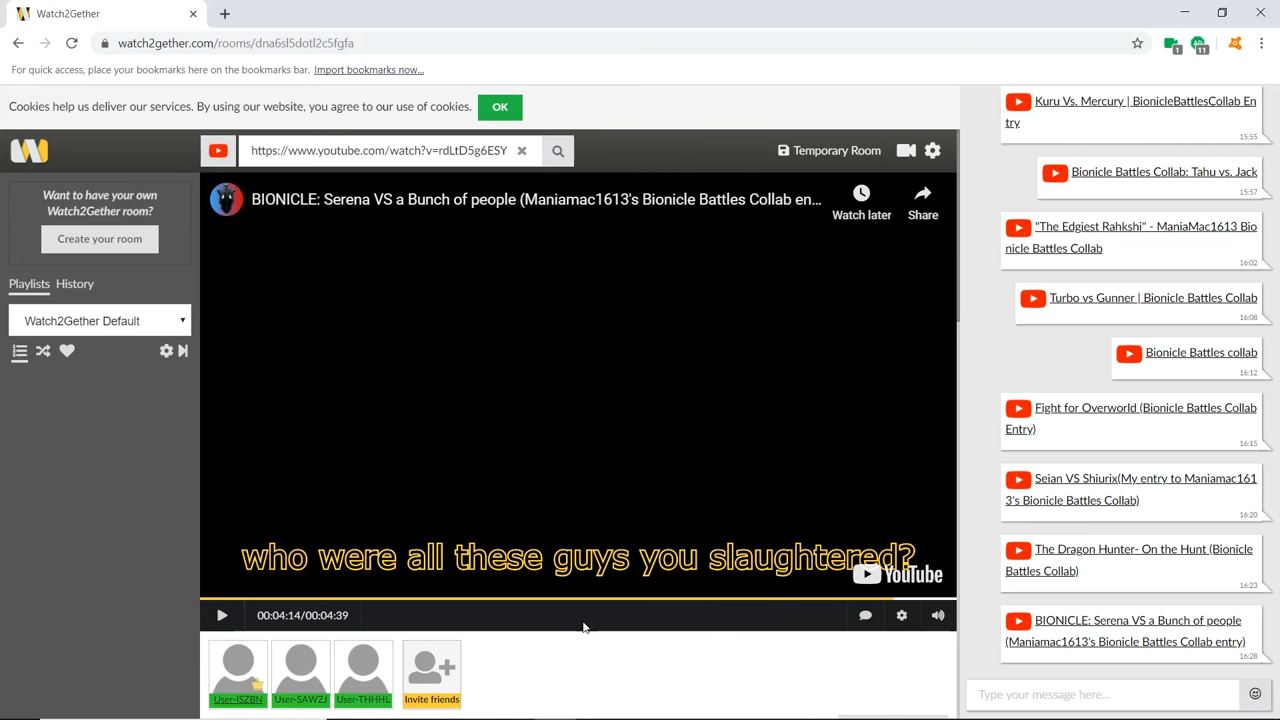 Watch2Gether
watch2gether.com/rooms/dna6sl5dotl2c5fgfa
1
11
For quick access, place your bookmarks here on the bookmarks bar. Import bookmarks now...
Cookies help us deliver our services. By using our website, you agree to our use of cookies.
OK
https://www.youtube.com/watch?v=rdLtD5g6ESY
Temporary Room
Want to have your own
Watch2Gether room?
Create your room
Playlists History
Watch2Gether Default
BIONICLE: Serena VS a Bunch of people (Maniamac1613's Bionicle Battles Collab en...
Watch later
Share
who were all these guys you slaughtered?
YouTube
00:04:14/00:04:39
User-ISZBN
User-SAWZJ
User-THHHL
Invite friends
Kuru Vs. Mercury | BionicleBattlesCollab En
try
15:55
Bionicle Battles Collab: Tahu vs. Jack
15:57
"The Edgiest Rahkshi" - ManiaMac1613 Bio
nicle Battles Collab
16:02
Turbo vs Gunner | Bionicle Battles Collab
16:08
Bionicle Battles collab
16:12
Fight for Overworld (Bionicle Battles Collab
Entry)
16:15
Seian VS Shiurix(My entry to Maniamac161
3's Bionicle Battles Collab)
16:20
The Dragon Hunter- On the Hunt (Bionicle
Battles Collab)
16:23
BIONICLE: Serena VS a Bunch of people
(Maniamac1613's Bionicle Battles Collab entry)
16:28
Type your message here...